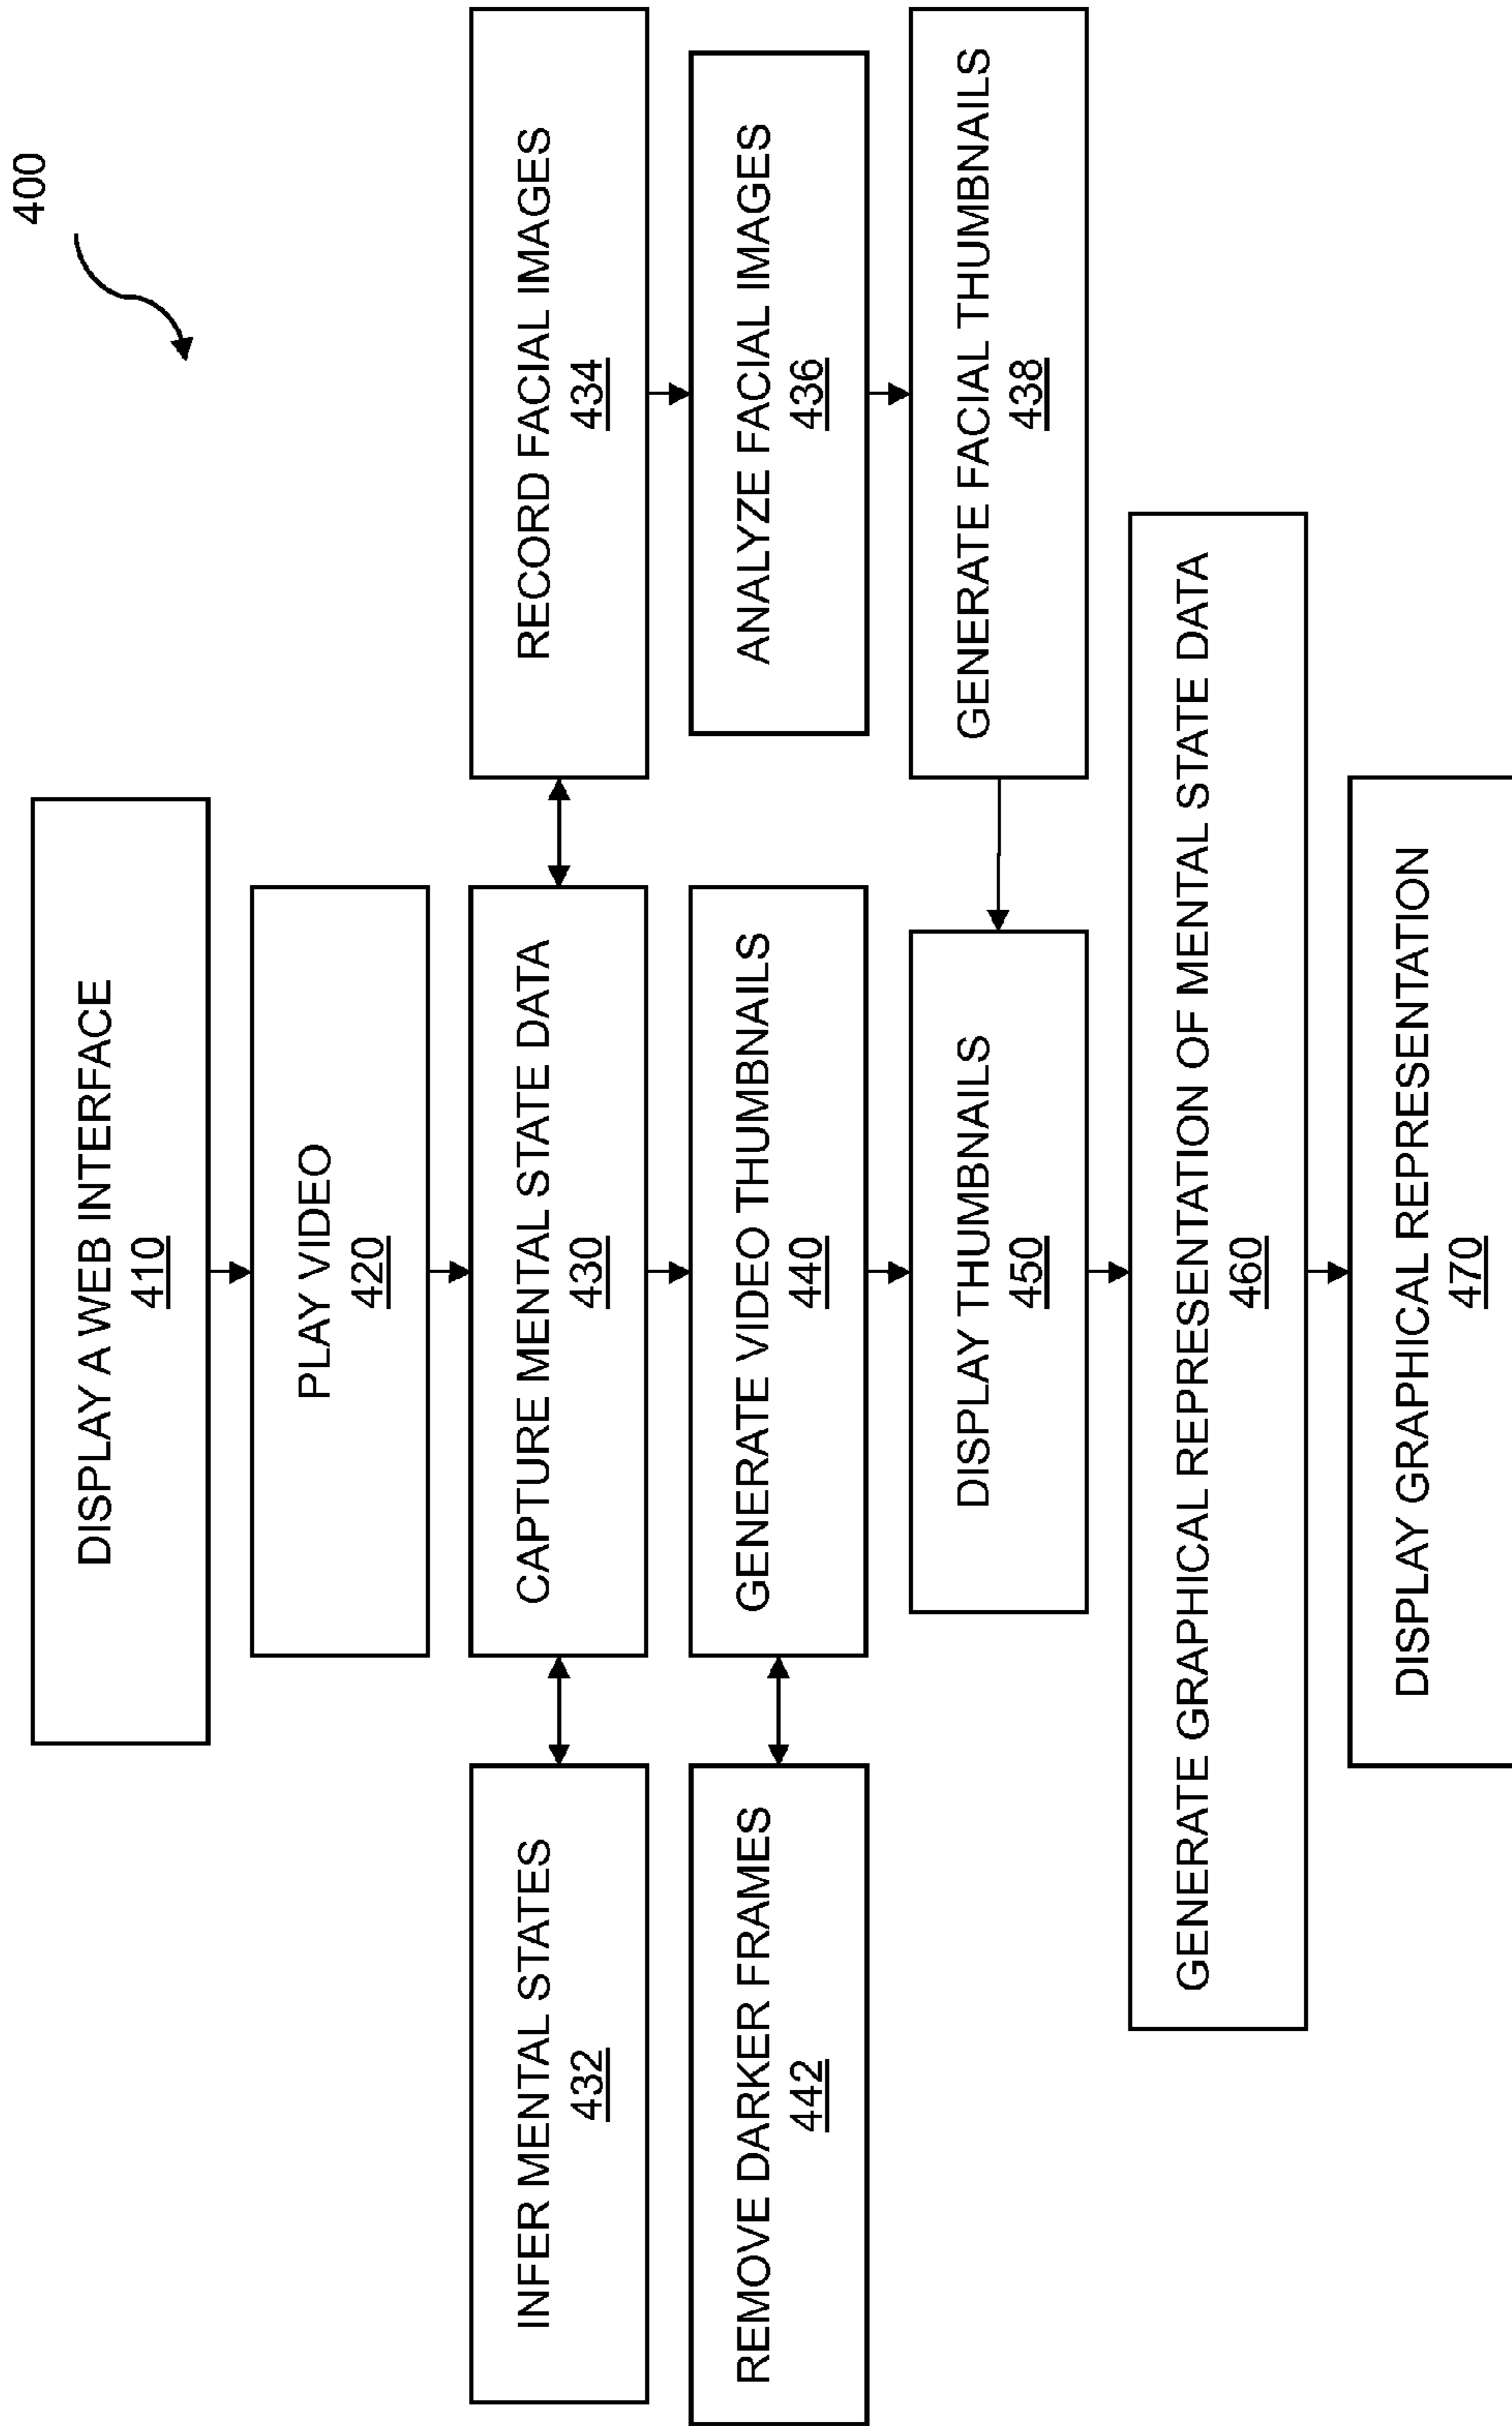 400
DISPLAY A WEB INTERFACE
410
PLAY VIDEO
420
INFER MENTAL STATES
432
CAPTURE MENTAL STATE DATA
430
RECORD FACIAL IMAGES
434
REMOVE DARKER FRAMES
442
GENERATE VIDEO THUMBNAILS
440
ANALYZE FACIAL IMAGES
436
DISPLAY THUMBNAILS
450
GENERATE FACIAL THUMBNAILS
438
GENERATE GRAPHICAL REPRESENTATION OF MENTAL STATE DATA
460
DISPLAY GRAPHICAL REPRESENTATION
470